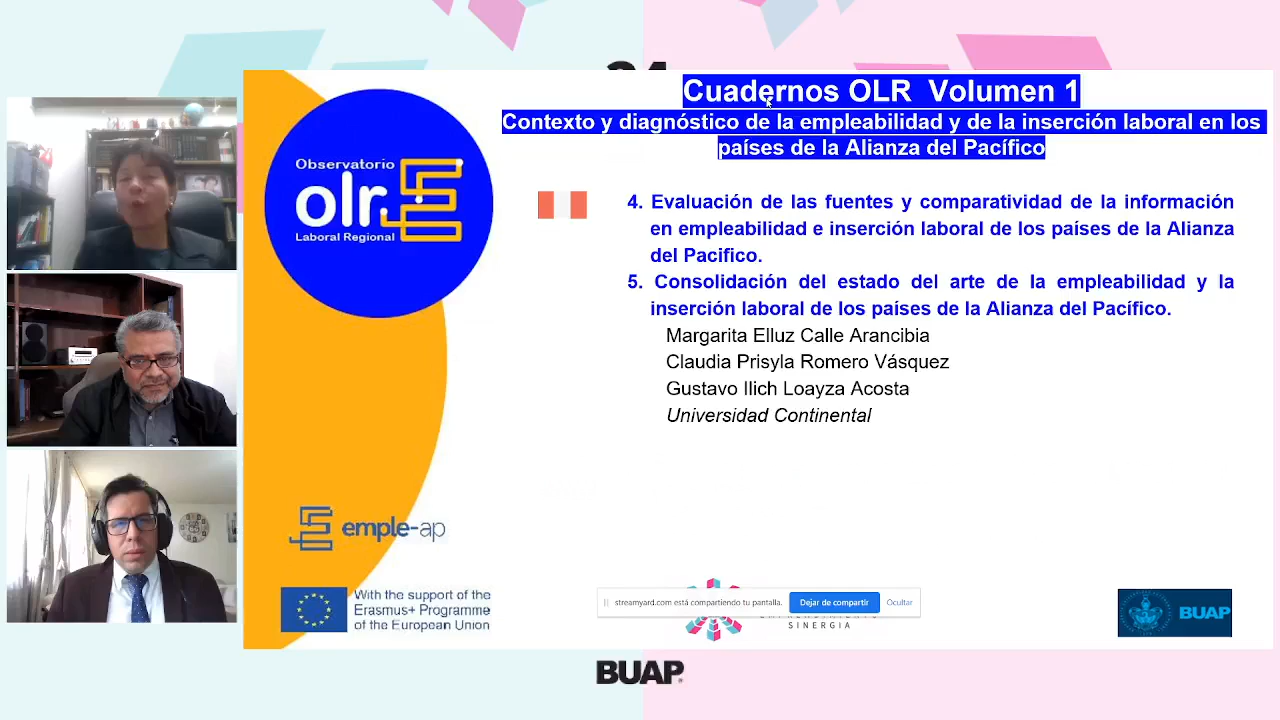 Cuadernos OLR Volumen 1
Contexto y diagnóstico de la empleabilidad y de la inserción laboral en los
países de la Alianza del Pacífico
Observatorio
olr.
Laboral Regional
4. Evaluación de las fuentes y comparatividad de la información
en empleabilidad e inserción laboral de los países de la Alianza
del Pacifico.
5. Consolidación del estado del arte de la empleabilidad y la
inserción laboral de los países de la Alianza del Pacífico.
Margarita Elluz Calle Arancibia
Claudia Prisyla Romero Vásquez
Gustavo Ilich Loayza Acosta
Universidad Continental
emple-ap
With the support of the
Erasmus+ Programme
of the European Union
streamyard.com está compartiendo tu pantalla.
Dejar de compartir
Ocultar
SINERGIA
BUAP
BUAP